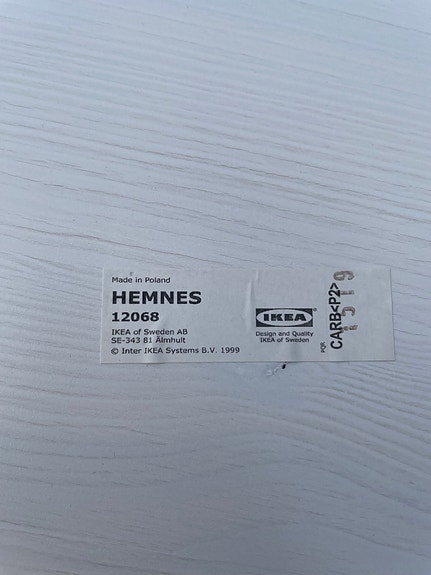 Made in Poland
HEMNES
12068
IKEA of Sweden AB
SE-343 81 Älmhult
© Inter IKEA Systems B.V. 1999
IKEA
Design and Quality
IKEA of Sweden
CARB<P2>